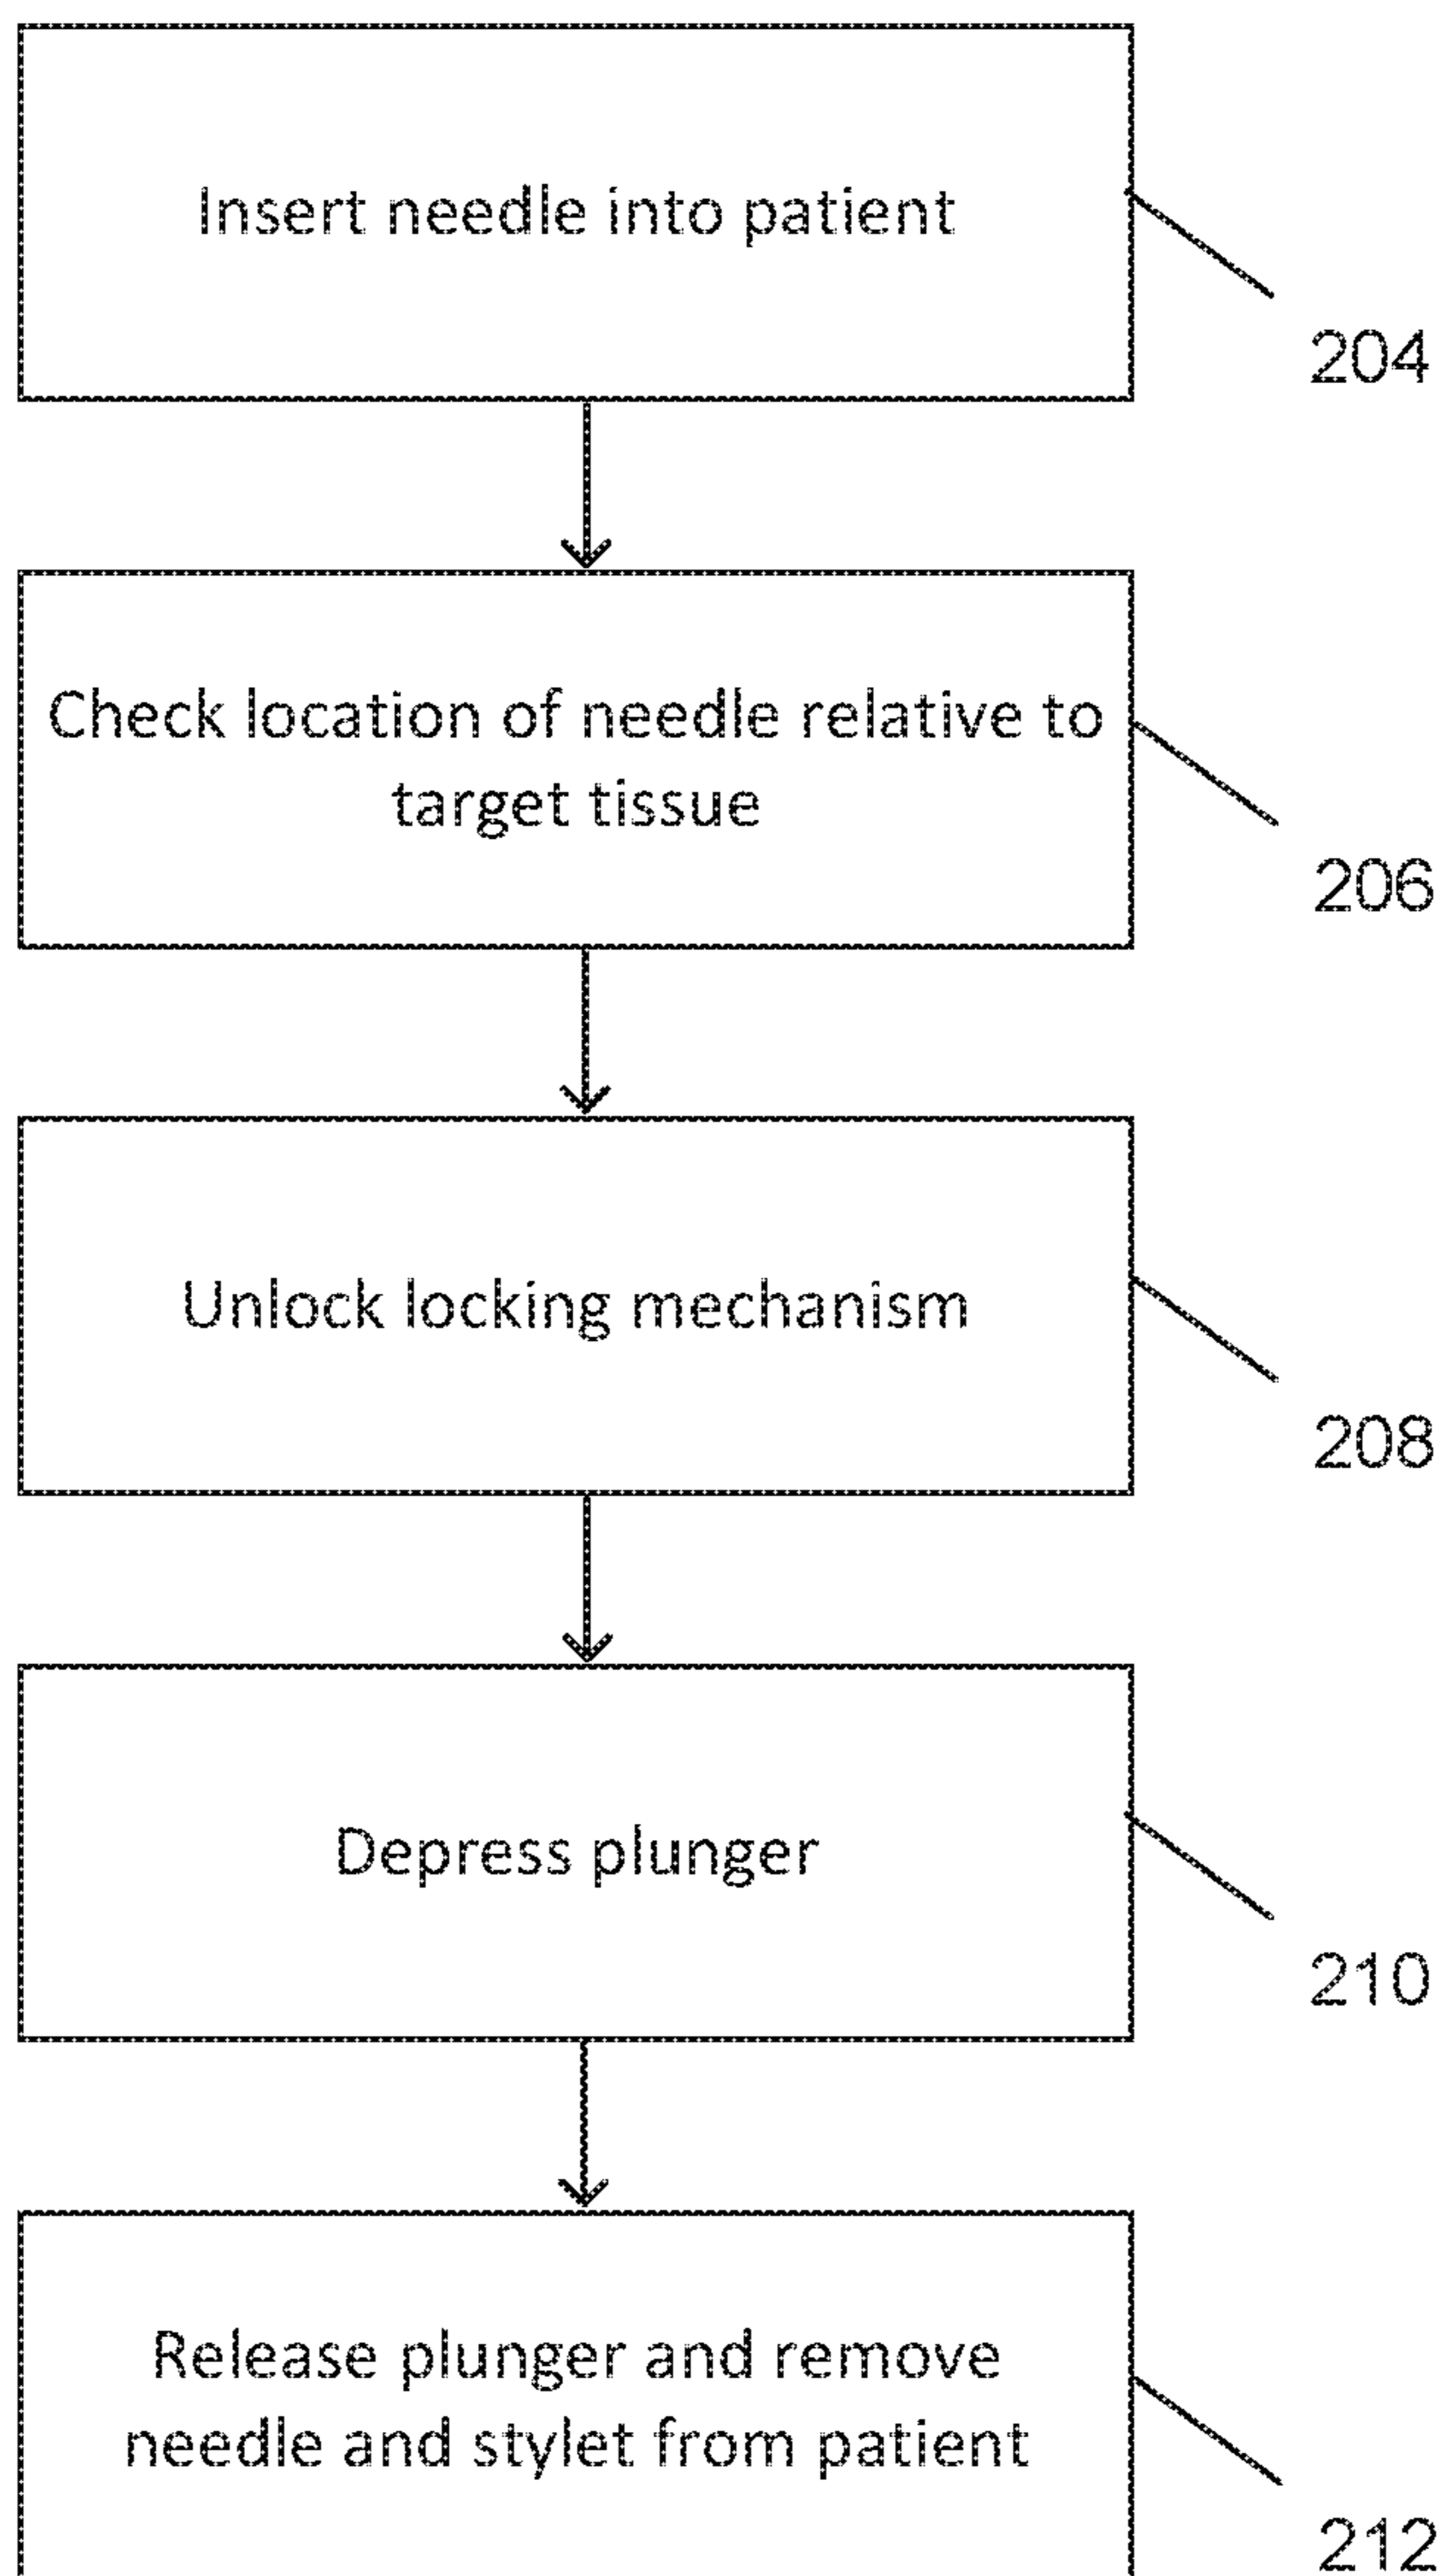 Insert needle into patient
204
Check location of needle relative to
target tissue
206
Unlock locking mechanism
208
Depress plunger
210
Release plunger and remove
needle and stylet from patient
212